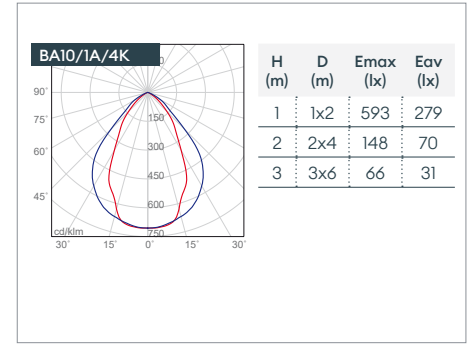 BA10/1A/4K
0
90°
75°
60°
45°
150
300
450
600
750
cd/klm
30° 15° 0° 15° 30°
H D Emax Eav
(m) (m) (lx) (lx)
1 1x2 593 279
2 2x4 148 70
3 3x6 66 31